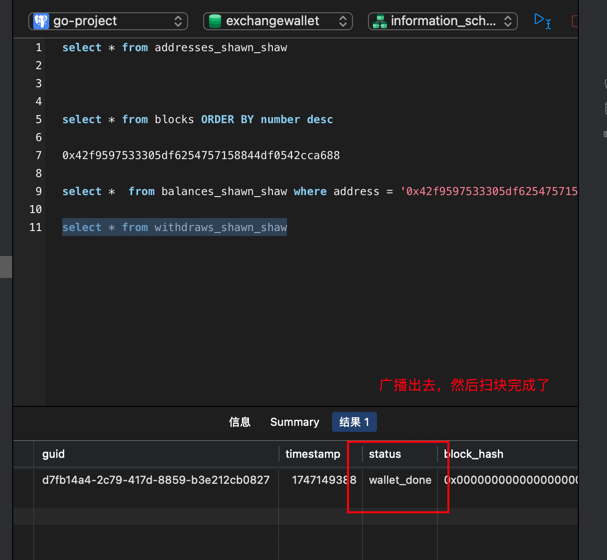 go-project exchangewallet information_sch...
1 select * from addresses_shawn_shaw
2
3
4
5 select * from blocks ORDER BY number desc
6
7 0x42f9597533305df6254757158844df0542cca688
8
9 select * from balances_shawn_shaw where address = '0x42f9597533305df625475715
10
11 select * from withdraws_shawn_shaw
广播出去，然后扫块完成了
信息 Summary 结果 1
guid timestamp status block_hash
d7fb14a4-2c79-417d-8859-b3e212cb0827 1747149388 wallet_done 0x000000000000000000